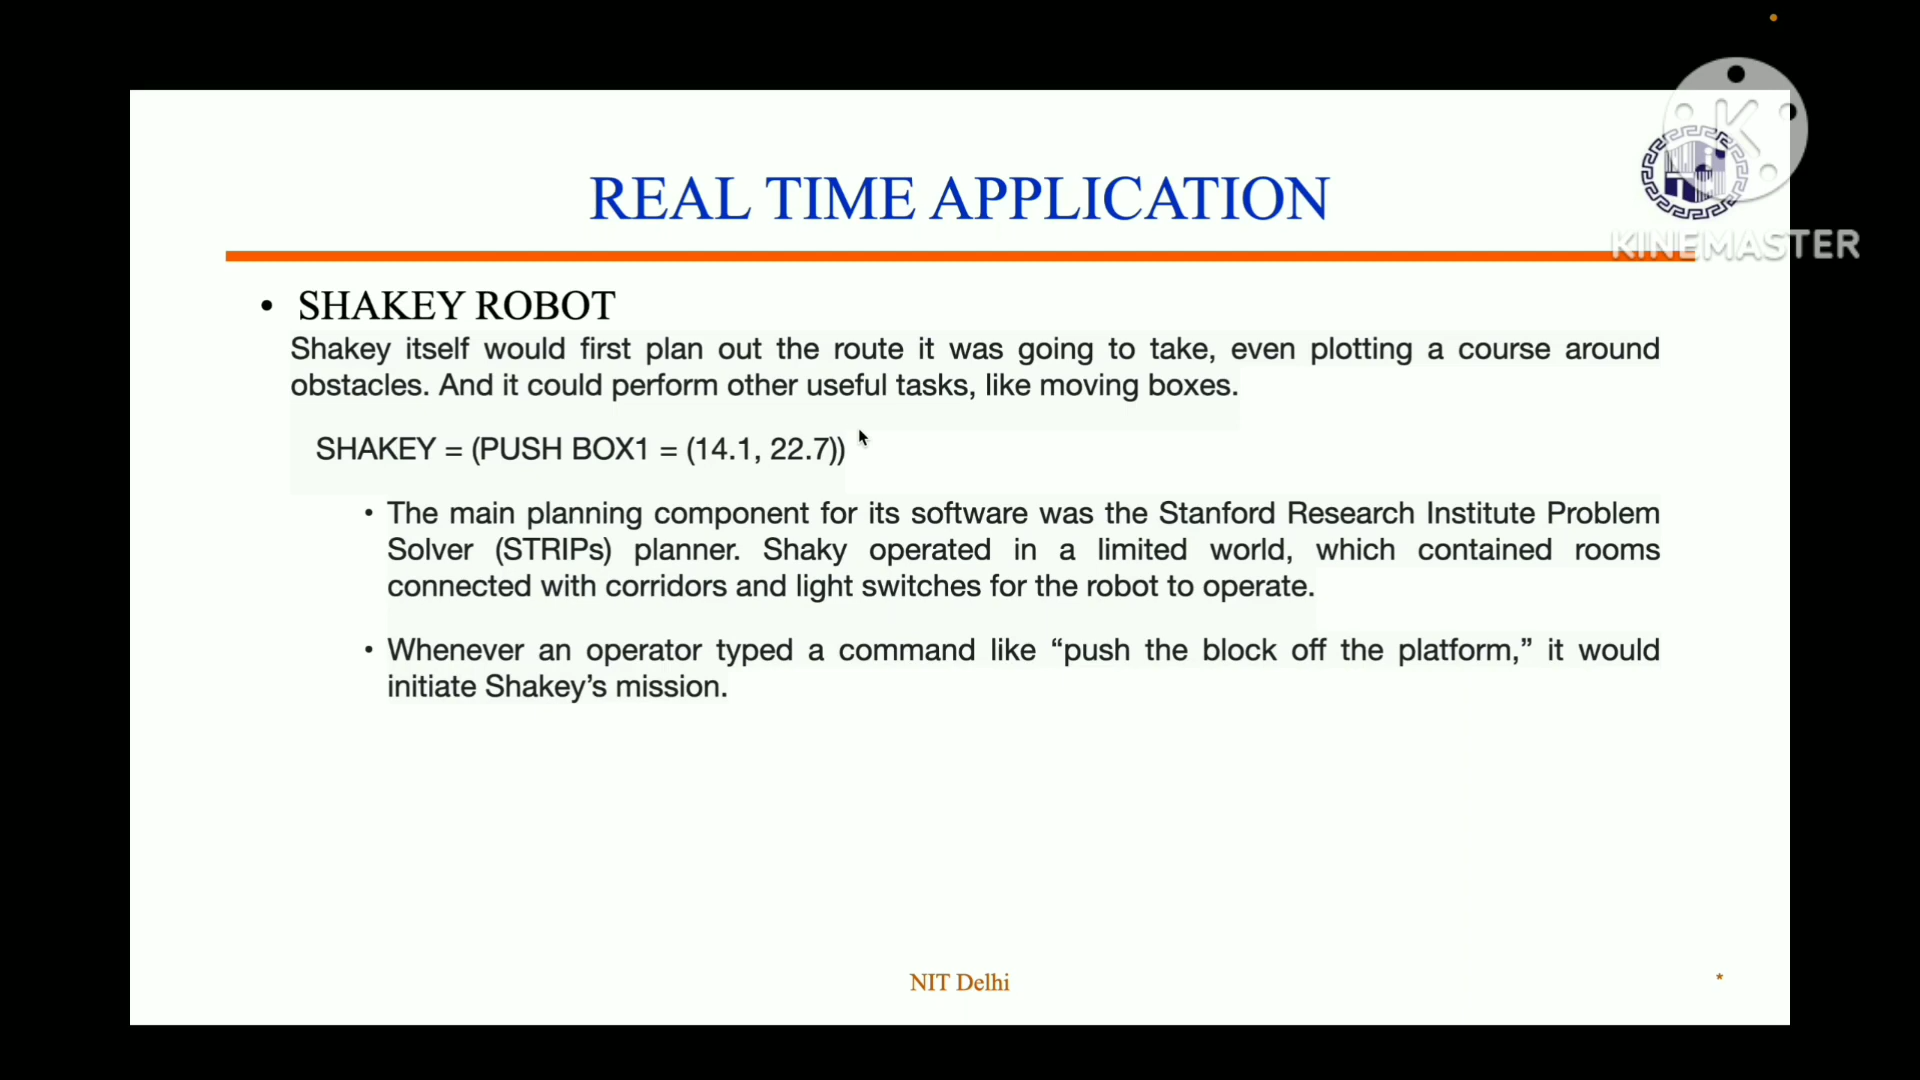 REAL TIME APPLICATION
KINEMASTER
• SHAKEY ROBOT
Shakey itself would first plan out the route it was going to take, even plotting a course around
obstacles. And it could perform other useful tasks, like moving boxes.
SHAKEY = (PUSH BOX1 = (14.1, 22.7))
• The main planning component for its software was the Stanford Research Institute Problem
Solver (STRIPs) planner. Shaky operated in a limited world, which contained rooms
connected with corridors and light switches for the robot to operate.
• Whenever an operator typed a command like “push the block off the platform,” it would
initiate Shakey’s mission.
NIT Delhi
*